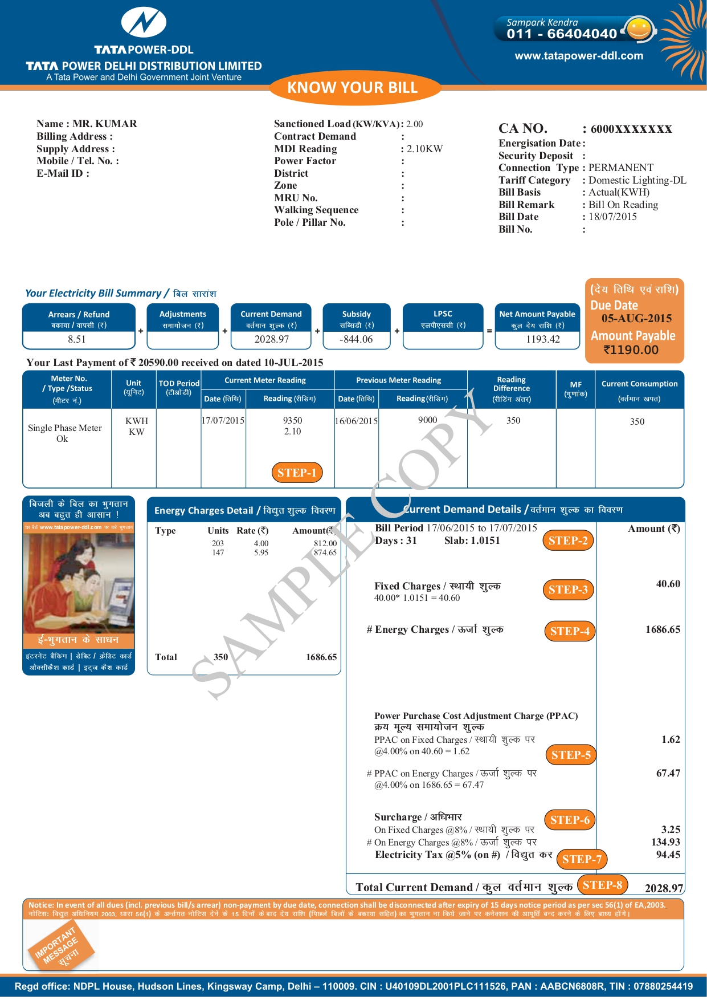 TATA POWER-DDL
TATA POWER DELHI DISTRIBUTION LIMITED
A Tata Power and Delhi Government Joint Venture
Sampark Kendra
011 - 66404040
www.tatapower-ddl.com
KNOW YOUR BILL
Name : MR. KUMAR
Billing Address :
Supply Address :
Mobile / Tel. No. :
E-Mail ID :
Sanctioned Load (KW/KVA) : 2.00
Contract Demand :
MDI Reading : 2.10KW
Power Factor :
District :
Zone :
MRU No. :
Walking Sequence :
Pole / Pillar No. :
CA NO. : 6000XXXXXXX
Energisation Date :
Security Deposit :
Connection Type : PERMANENT
Tariff Category : Domestic Lighting-DL
Bill Basis : Actual(KWH)
Bill Remark : Bill On Reading
Bill Date : 18/07/2015
Bill No. :
Your Electricity Bill Summary / बिल सारांश
Arrears / Refund
बकाया / वापसी (₹)
8.51
+
Adjustments
समायोजन (₹)
+
Current Demand
वर्तमान शुल्क (₹)
2028.97
+
Subsidy
सब्सिडी (₹)
-844.06
+
LPSC
एलपीएससी (₹)
=
Net Amount Payable
कुल देय राशि (₹)
1193.42
(देय तिथि एवं राशि)
Due Date
05-AUG-2015
Amount Payable
₹1190.00
Your Last Payment of ₹ 20590.00 received on dated 10-JUL-2015
Meter No. / Type /Status (मीटर नं.)
Unit (यूनिट)
TOD Period (टीओडी)
Current Meter Reading
Date (तिथि) Reading (रीडिंग)
Previous Meter Reading
Date (तिथि) Reading (रीडिंग)
Reading Difference (रीडिंग अंतर)
MF (गुणांक)
Current Consumption (वर्तमान खपत)
Single Phase Meter
Ok
KWH
KW
17/07/2015 9350
2.10
16/06/2015 9000 350 350
STEP-1
बिजली के बिल का भुगतान
अब बहुत ही आसान !
घर बैठें www.tatapower-ddl.com पर करें भुगतान
ई-भुगतान के साधन
इंटरनेंट बैकिंग | डेबिट / क्रेडिट कार्ड
ओक्सीकैश कार्ड | इट्ज कैश कार्ड
Energy Charges Detail / विद्युत शुल्क विवरण
Type Units Rate (₹) Amount(₹)
203 4.00 812.00
147 5.95 874.65
Total 350 1686.65
Current Demand Details / वर्तमान शुल्क का विवरण
Bill Period 17/06/2015 to 17/07/2015 Amount (₹)
Days : 31 Slab: 1.0151 STEP-2
Fixed Charges / स्थायी शुल्क STEP-3 40.60
40.00* 1.0151 = 40.60
# Energy Charges / ऊर्जा शुल्क STEP-4 1686.65
Power Purchase Cost Adjustment Charge (PPAC)
क्रय मूल्य समायोजन शुल्क
PPAC on Fixed Charges / स्थायी शुल्क पर 1.62
@4.00% on 40.60 = 1.62 STEP-5
# PPAC on Energy Charges / ऊर्जा शुल्क पर 67.47
@4.00% on 1686.65 = 67.47
Surcharge / अधिभार STEP-6
On Fixed Charges @8% / स्थायी शुल्क पर 3.25
# On Energy Charges @8% / ऊर्जा शुल्क पर 134.93
Electricity Tax @5% (on #) / विद्युत कर STEP-7 94.45
Total Current Demand / कुल वर्तमान शुल्क STEP-8 2028.97
SAMPLE COPY
Notice: In event of all dues (incl. previous bill/s arrear) non-payment by due date, connection shall be disconnected after expiry of 15 days notice period as per sec 56(1) of EA,2003.
नोटिस: विद्युत अधिनियम 2003, धारा 56(1) के अर्न्तगत नोटिस देने के 15 दिनों के बाद देय राशि (पिछले बिलों के बकाया सहित) का भुगतान ना किये जाने पर कनेक्शन की आपूर्ति बन्द करने के लिए बाध्य होंगे।
IMPORTANT
MESSAGE
सूचना
Regd office: NDPL House, Hudson Lines, Kingsway Camp, Delhi – 110009. CIN : U40109DL2001PLC111526, PAN : AABCN6808R, TIN : 07880254419